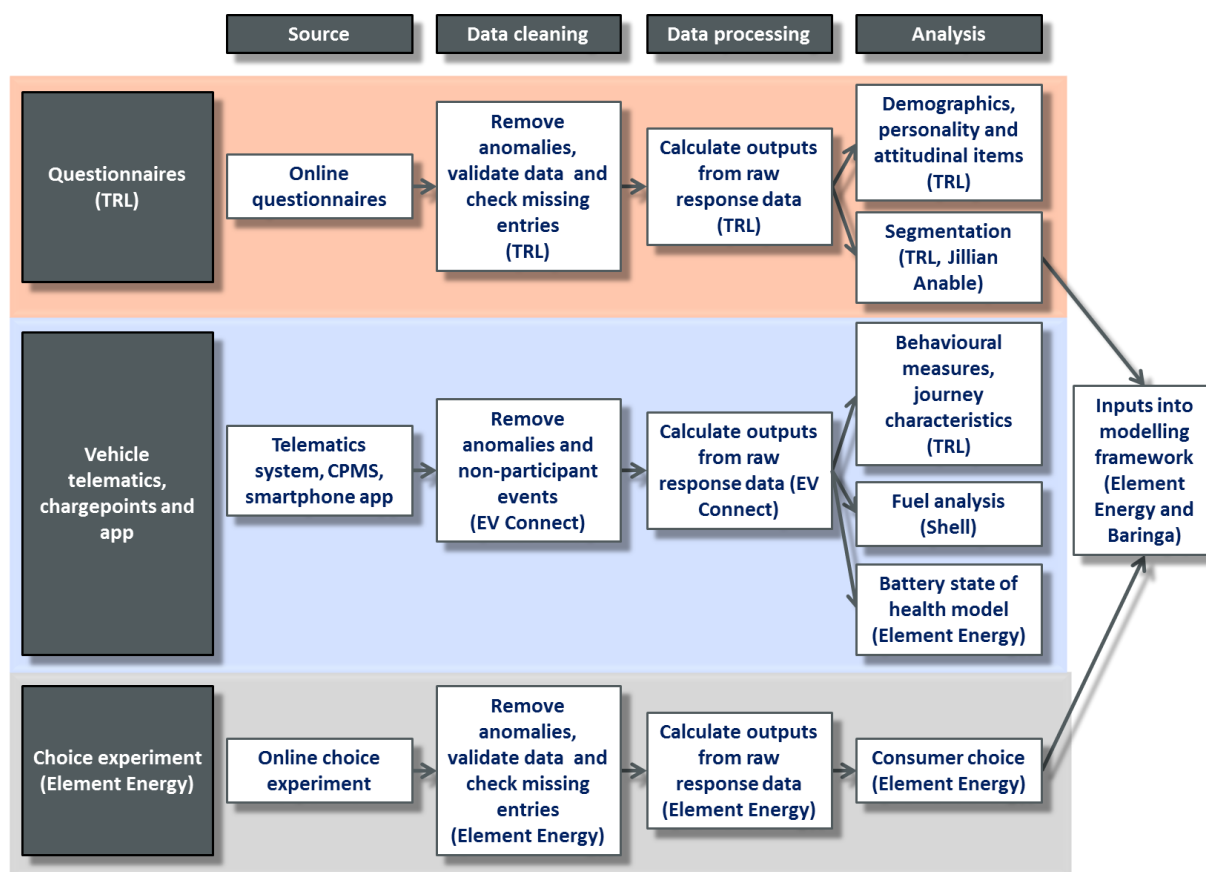 Source
Data cleaning
Data processing
Analysis
Questionnaires
(TRL)
Online
questionnaires
Remove
anomalies,
validate data and
check missing
entries
(TRL)
Calculate outputs
from raw
response data
(TRL)
Demographics,
personality and
attitudinal items
(TRL)
Segmentation
(TRL, Jillian
Anable)
Vehicle
telematics,
chargepoints and
app
Telematics
system, CPMS,
smartphone app
Remove
anomalies and
non-participant
events
(EV Connect)
Calculate outputs
from raw
response data (EV
Connect)
Behavioural
measures,
journey
characteristics
(TRL)
Fuel analysis
(Shell)
Battery state of
health model
(Element Energy)
Inputs into
modelling
framework
(Element
Energy and
Baringa)
Choice experiment
(Element Energy)
Online choice
experiment
Remove
anomalies,
validate data and
check missing
entries
(Element Energy)
Calculate outputs
from raw
response data
(Element Energy)
Consumer choice
(Element Energy)